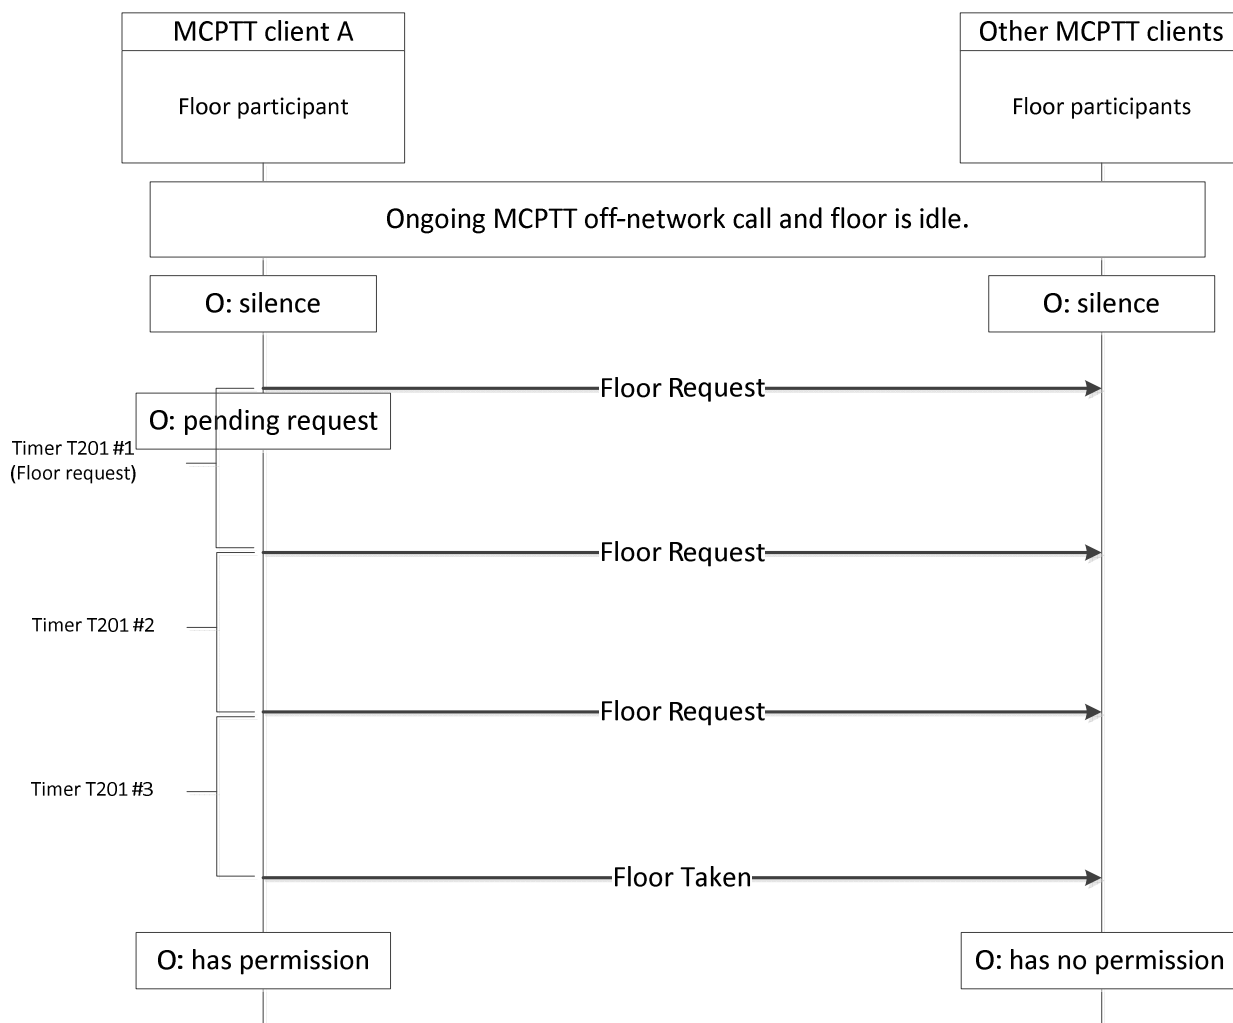 MCPTT client A
Other MCPTT clients
Floor participant
Floor participants
Ongoing MCPTT off-network call and floor is idle.
O: silence
O: silence
Floor Request
O: pending request
Timer T201 #1
(Floor request)
Floor Request
Timer T201 #2
Floor Request
Timer T201 #3
Floor Taken
O: has permission
O: has no permission